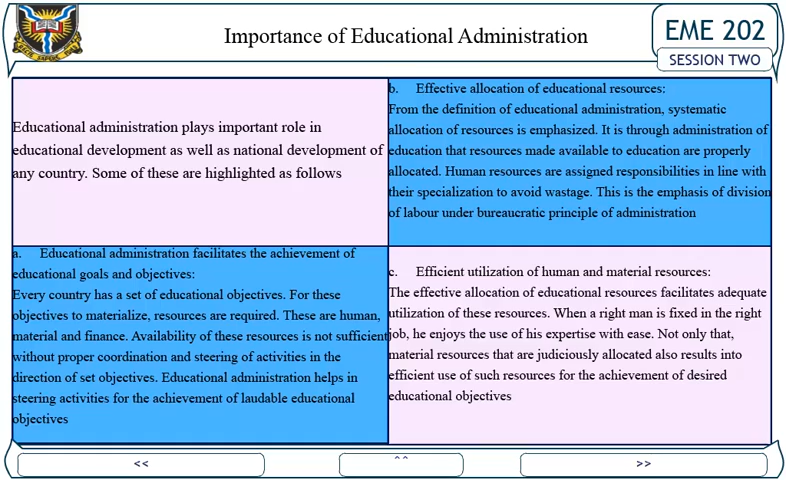 Importance of Educational Administration
EME 202
SESSION TWO
Educational administration plays important role in
educational development as well as national development of
any country. Some of these are highlighted as follows
a. Educational administration facilitates the achievement of
educational goals and objectives:
Every country has a set of educational objectives. For these
objectives to materialize, resources are required. These are human,
material and finance. Availability of these resources is not sufficient
without proper coordination and steering of activities in the
direction of set objectives. Educational administration helps in
steering activities for the achievement of laudable educational
objectives
b. Effective allocation of educational resources:
From the definition of educational administration, systematic
allocation of resources is emphasized. It is through administration of
education that resources made available to education are properly
allocated. Human resources are assigned responsibilities in line with
their specialization to avoid wastage. This is the emphasis of division
of labour under bureaucratic principle of administration
c. Efficient utilization of human and material resources:
The effective allocation of educational resources facilitates adequate
utilization of these resources. When a right man is fixed in the right
job, he enjoys the use of his expertise with ease. Not only that,
material resources that are judiciously allocated also results into
efficient use of such resources for the achievement of desired
educational objectives
<<
^^
>>